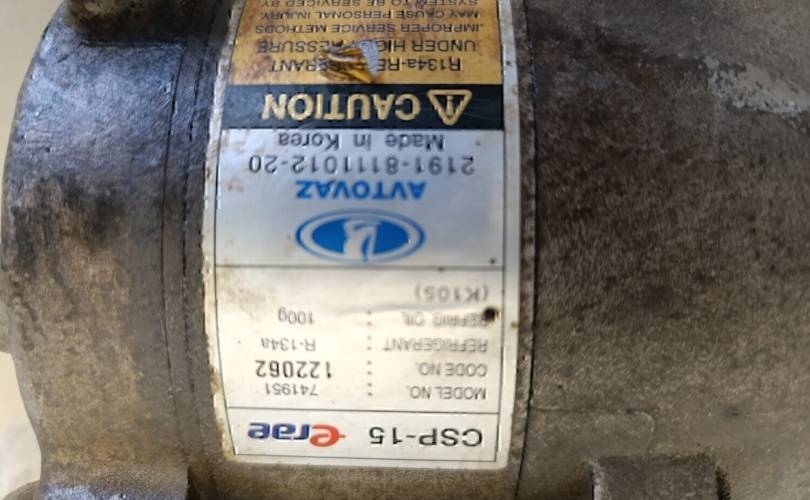 CSP-15 erae
MODEL NO. : 741951
CODE NO. : 122062
REFRIGERANT : R-134a
REFRIG OIL : 100g
(K105)
AVTOVAZ
2191-8111012-20
Made in Korea
CAUTION
R134a-REFRIGERANT
UNDER HIGH PRESSURE
.IMPROPER SERVICE METHODS
MAY CAUSE PERSONAL INJURY.
SYSTEM TO BE SERVICED BY